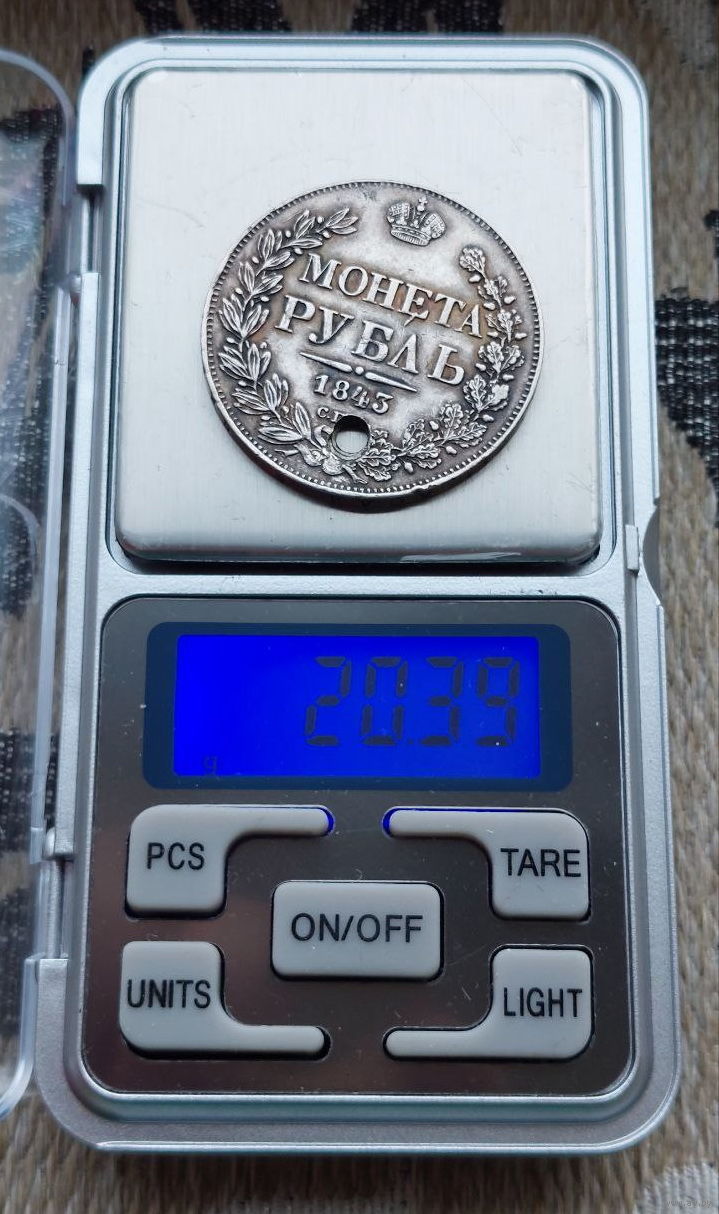 МОНЕТА
РУБЛЬ
1843
20.39
g
PCS
TARE
ON/OFF
UNITS
LIGHT